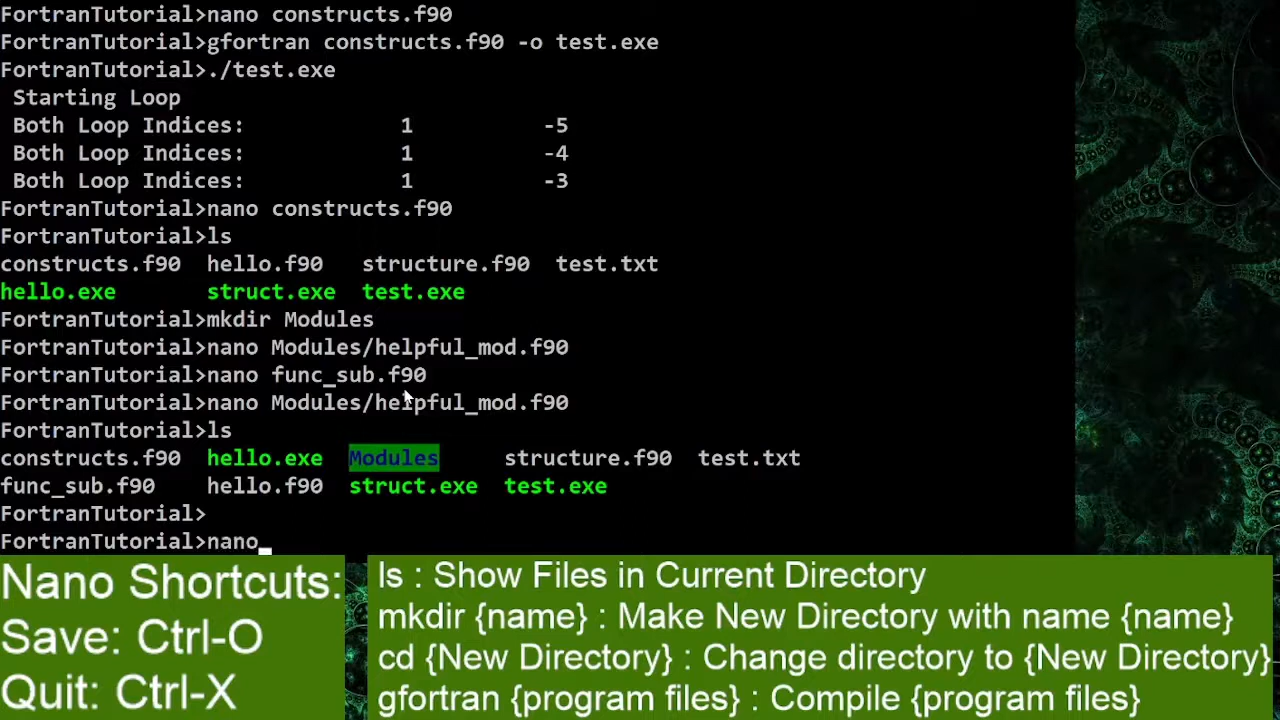 FortranTutorial>nano constructs.f90
FortranTutorial>gfortran constructs.f90 -o test.exe
FortranTutorial>./test.exe
Starting Loop
Both Loop Indices: 1 -5
Both Loop Indices: 1 -4
Both Loop Indices: 1 -3
FortranTutorial>nano constructs.f90
FortranTutorial>ls
constructs.f90 hello.f90 structure.f90 test.txt
hello.exe struct.exe test.exe
FortranTutorial>mkdir Modules
FortranTutorial>nano Modules/helpful_mod.f90
FortranTutorial>nano func_sub.f90
FortranTutorial>nano Modules/helpful_mod.f90
FortranTutorial>ls
constructs.f90 hello.exe Modules structure.f90 test.txt
func_sub.f90 hello.f90 struct.exe test.exe
FortranTutorial>
FortranTutorial>nano
Nano Shortcuts:
Save: Ctrl-O
Quit: Ctrl-X
ls : Show Files in Current Directory
mkdir {name} : Make New Directory with name {name}
cd {New Directory} : Change directory to {New Directory}
gfortran {program files} : Compile {program files}